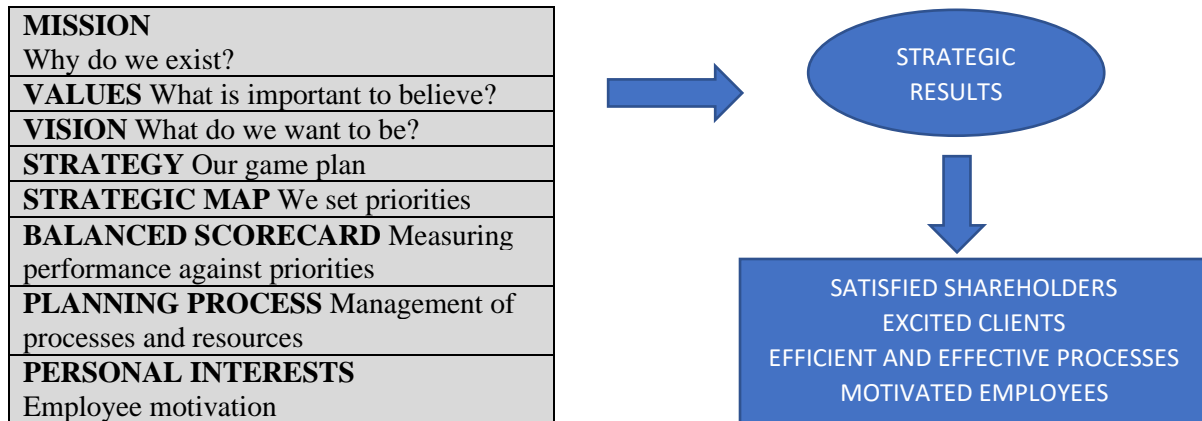 MISSION
Why do we exist?
VALUES What is important to believe?
VISION What do we want to be?
STRATEGY Our game plan
STRATEGIC MAP We set priorities
BALANCED SCORECARD Measuring
performance against priorities
PLANNING PROCESS Management of
processes and resources
PERSONAL INTERESTS
Employee motivation
STRATEGIC
RESULTS
SATISFIED SHAREHOLDERS
EXCITED CLIENTS
EFFICIENT AND EFFECTIVE PROCESSES
MOTIVATED EMPLOYEES